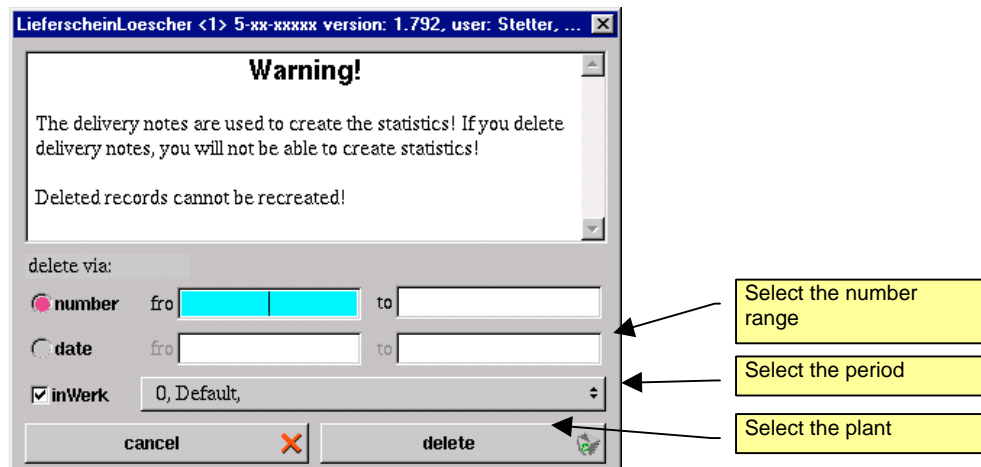 LieferscheinLoescher <1> 5-xx-xxxxx version: 1.792, user: Stetter, ...
Warning!
The delivery notes are used to create the statistics! If you delete
delivery notes, you will not be able to create statistics!
Deleted records cannot be recreated!
delete via:
number fro to
date fro to
inWerk 0, Default,
cancel delete
Select the number
range
Select the period
Select the plant